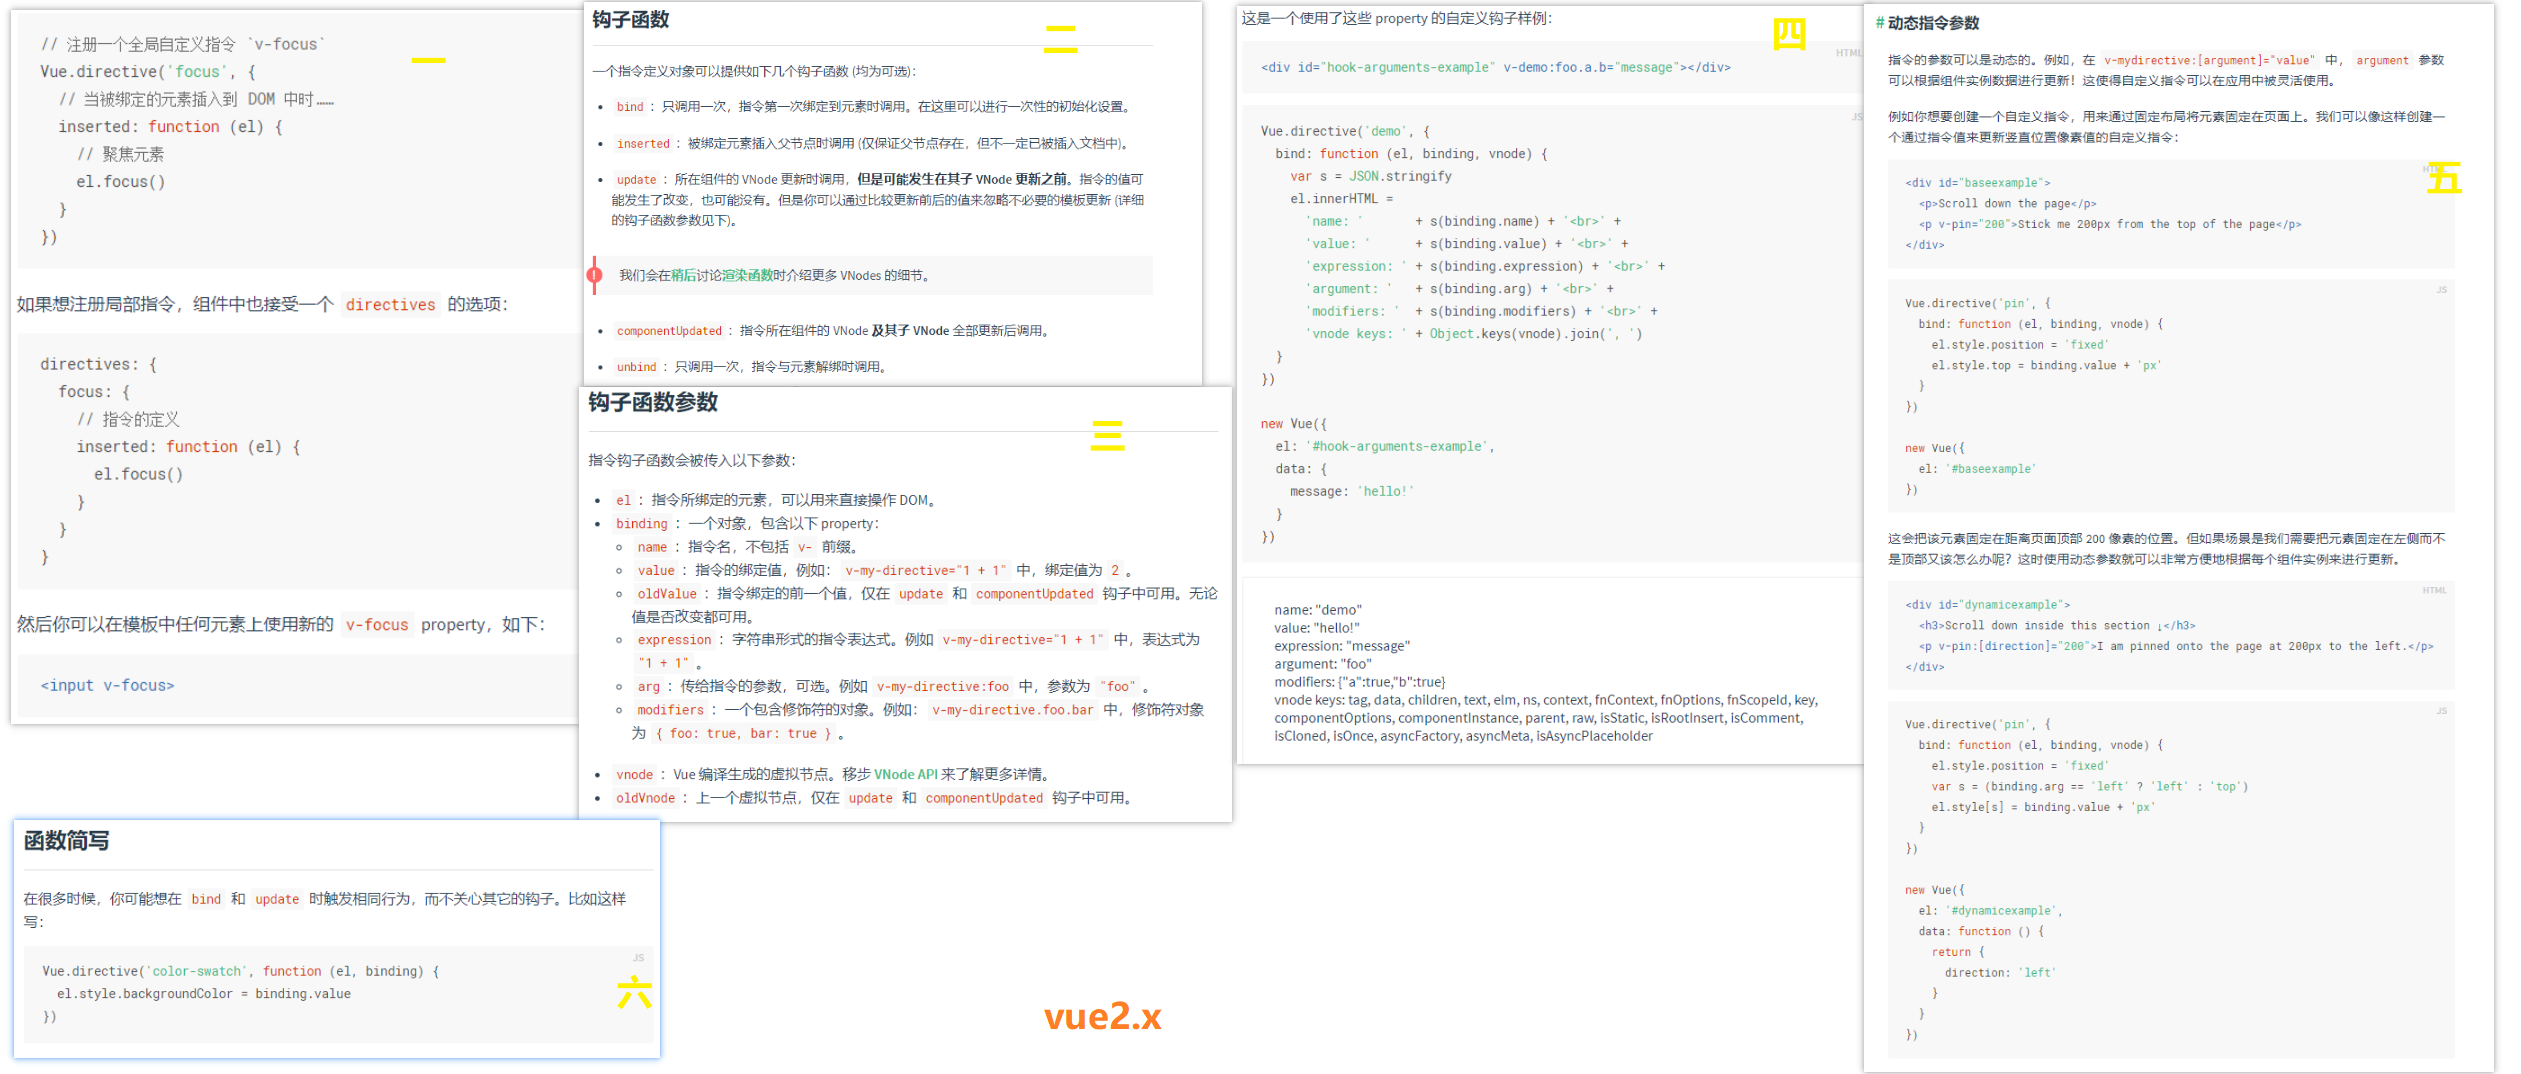 // 注册一个全局自定义指令 `v-focus`
Vue.directive('focus', {
// 当被绑定的元素插入到 DOM 中时……
inserted: function (el) {
// 聚焦元素
el.focus()
}
})
一
如果想注册局部指令，组件中也接受一个 directives 的选项：
directives: {
focus: {
// 指令的定义
inserted: function (el) {
el.focus()
}
}
}
然后你可以在模板中任何元素上使用新的 v-focus property，如下：
<input v-focus>
钩子函数
二
一个指令定义对象可以提供如下几个钩子函数 (均为可选)：
bind：只调用一次，指令第一次绑定到元素时调用。在这里可以进行一次性的初始化设置。
inserted：被绑定元素插入父节点时调用 (仅保证父节点存在，但不一定已被插入文档中)。
update：所在组件的 VNode 更新时调用，但是可能发生在其子 VNode 更新之前。指令的值可
能发生了改变，也可能没有。但是你可以通过比较更新前后的值来忽略不必要的模板更新 (详细
的钩子函数参数见下)。
!
我们会在稍后讨论渲染函数时介绍更多 VNodes 的细节。
componentUpdated：指令所在组件的 VNode 及其子 VNode 全部更新后调用。
unbind：只调用一次，指令与元素解绑时调用。
钩子函数参数
三
指令钩子函数会被传入以下参数：
el：指令所绑定的元素，可以用来直接操作 DOM。
binding：一个对象，包含以下 property：
name：指令名，不包括 v- 前缀。
value：指令的绑定值，例如：v-my-directive="1 + 1" 中，绑定值为 2。
oldValue：指令绑定的前一个值，仅在 update 和 componentUpdated 钩子中可用。无论
值是否改变都可用。
expression：字符串形式的指令表达式。例如 v-my-directive="1 + 1" 中，表达式为
"1 + 1"。
arg：传给指令的参数，可选。例如 v-my-directive:foo 中，参数为 "foo"。
modifiers：一个包含修饰符的对象。例如：v-my-directive.foo.bar 中，修饰符对象
为 { foo: true, bar: true }。
vnode：Vue 编译生成的虚拟节点。移步 VNode API 来了解更多详情。
oldVnode：上一个虚拟节点，仅在 update 和 componentUpdated 钩子中可用。
这是一个使用了这些 property 的自定义钩子样例：
四
HTML
<div id="hook-arguments-example" v-demo:foo.a.b="message"></div>
JS
Vue.directive('demo', {
bind: function (el, binding, vnode) {
var s = JSON.stringify
el.innerHTML =
'name: ' + s(binding.name) + '<br>' +
'value: ' + s(binding.value) + '<br>' +
'expression: ' + s(binding.expression) + '<br>' +
'argument: ' + s(binding.arg) + '<br>' +
'modifiers: ' + s(binding.modifiers) + '<br>' +
'vnode keys: ' + Object.keys(vnode).join(', ')
}
})
new Vue({
el: '#hook-arguments-example',
data: {
message: 'hello!'
}
})
name: "demo"
value: "hello!"
expression: "message"
argument: "foo"
modifiers: {"a":true,"b":true}
vnode keys: tag, data, children, text, elm, ns, context, fnContext, fnOptions, fnScopeId, key,
componentOptions, componentInstance, parent, raw, isStatic, isRootInsert, isComment,
isCloned, isOnce, asyncFactory, asyncMeta, isAsyncPlaceholder
# 动态指令参数
指令的参数可以是动态的。例如，在 v-mydirective:[argument]="value" 中，argument 参数
可以根据组件实例数据进行更新！这使得自定义指令可以在应用中被灵活使用。
例如你想要创建一个自定义指令，用来通过固定布局将元素固定在页面上。我们可以像这样创建一
个通过指令值来更新竖直位置像素值的自定义指令：
HTML
五
<div id="baseexample">
<p>Scroll down the page</p>
<p v-pin="200">Stick me 200px from the top of the page</p>
</div>
JS
Vue.directive('pin', {
bind: function (el, binding, vnode) {
el.style.position = 'fixed'
el.style.top = binding.value + 'px'
}
})
new Vue({
el: '#baseexample'
})
这会把该元素固定在距离页面顶部 200 像素的位置。但如果场景是我们需要把元素固定在左侧而不
是顶部又该怎么办呢？这时使用动态参数就可以非常方便地根据每个组件实例来进行更新。
HTML
<div id="dynamicexample">
<h3>Scroll down inside this section ↓</h3>
<p v-pin:[direction]="200">I am pinned onto the page at 200px to the left.</p>
</div>
JS
Vue.directive('pin', {
bind: function (el, binding, vnode) {
el.style.position = 'fixed'
var s = (binding.arg == 'left' ? 'left' : 'top')
el.style[s] = binding.value + 'px'
}
})
new Vue({
el: '#dynamicexample',
data: function () {
return {
direction: 'left'
}
}
})
函数简写
在很多时候，你可能想在 bind 和 update 时触发相同行为，而不关心其它的钩子。比如这样
写：
JS
六
Vue.directive('color-swatch', function (el, binding) {
el.style.backgroundColor = binding.value
})
vue2.x